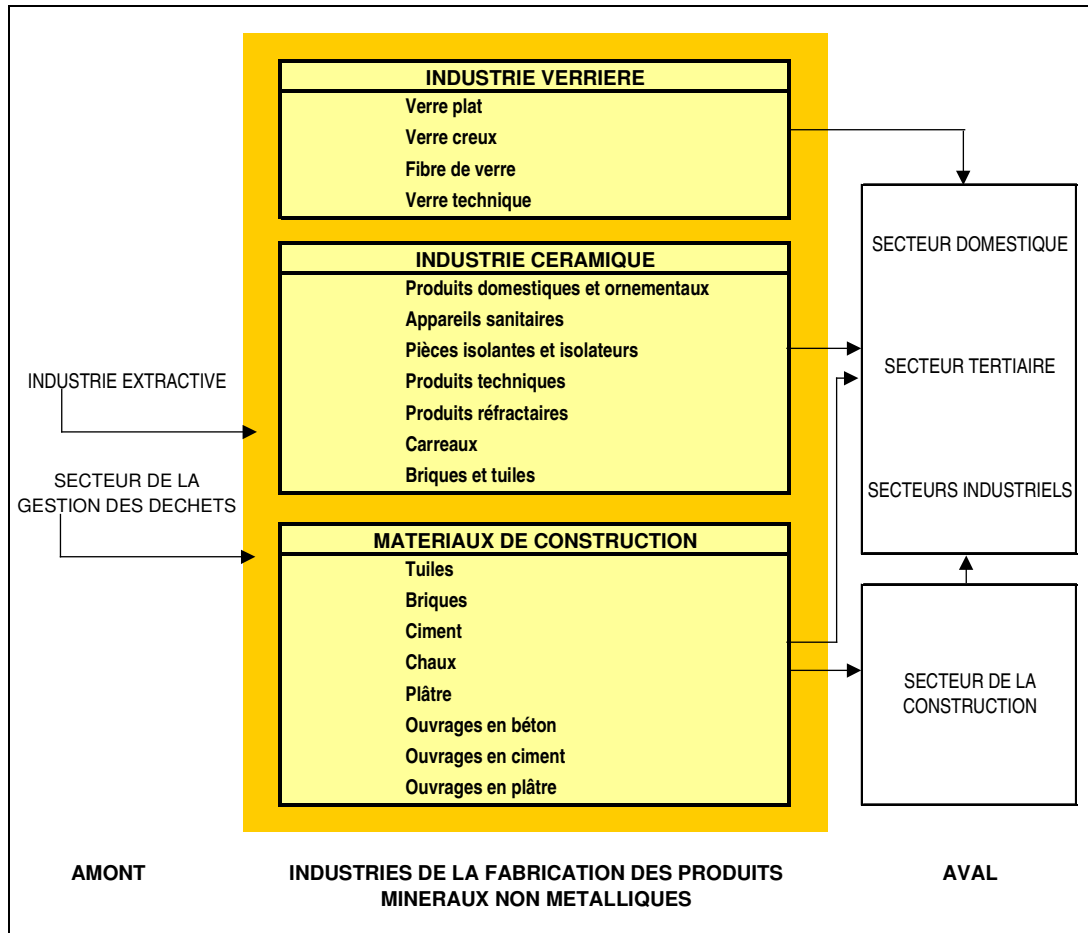 INDUSTRIE EXTRACTIVE
SECTEUR DE LA
GESTION DES DECHETS
INDUSTRIE VERRIERE
Verre plat
Verre creux
Fibre de verre
Verre technique
INDUSTRIE CERAMIQUE
Produits domestiques et ornementaux
Appareils sanitaires
Pièces isolantes et isolateurs
Produits techniques
Produits réfractaires
Carreaux
Briques et tuiles
MATERIAUX DE CONSTRUCTION
Tuiles
Briques
Ciment
Chaux
Plâtre
Ouvrages en béton
Ouvrages en ciment
Ouvrages en plâtre
SECTEUR DOMESTIQUE
SECTEUR TERTIAIRE
SECTEURS INDUSTRIELS
SECTEUR DE LA
CONSTRUCTION
AMONT
INDUSTRIES DE LA FABRICATION DES PRODUITS
MINERAUX NON METALLIQUES
AVAL